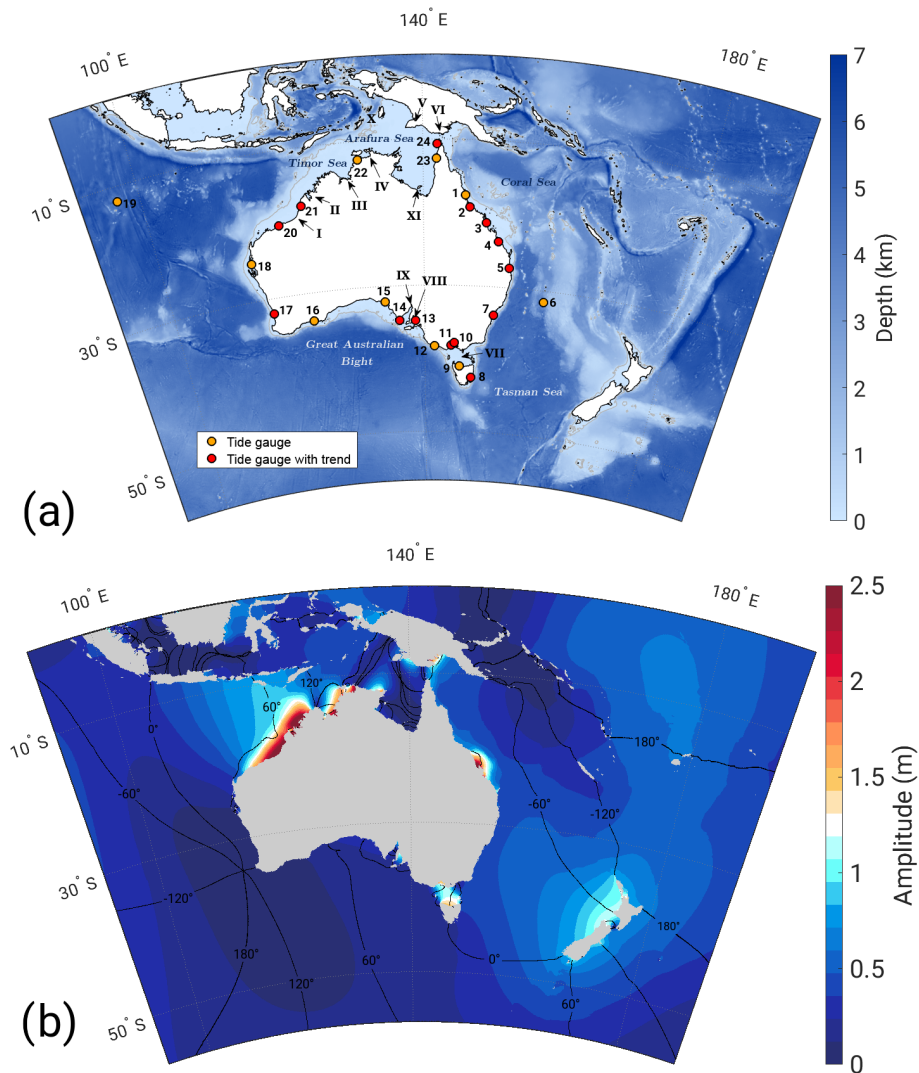 140° E
100° E
180° E
7
6
5
4
3
2
1
0
Depth (km)
10° S
30° S
50° S
X
V
VI
Arafura Sea
24
Timor Sea
23
22
IV
1
Coral Sea
19
III
2
II
XI
21
3
I
20
4
18
5
IX
VIII
15
6
17
16
14
13
7
11
10
Great Australian
Bight
12
VII
9
8
Tasman Sea
Tide gauge
Tide gauge with trend
(a)
140° E
100° E
180° E
2.5
2
1.5
1
0.5
0
Amplitude (m)
10° S
30° S
50° S
120°
60°
0°
180°
-60°
-60°
-120°
-120°
180°
180°
0°
60°
120°
60°
(b)